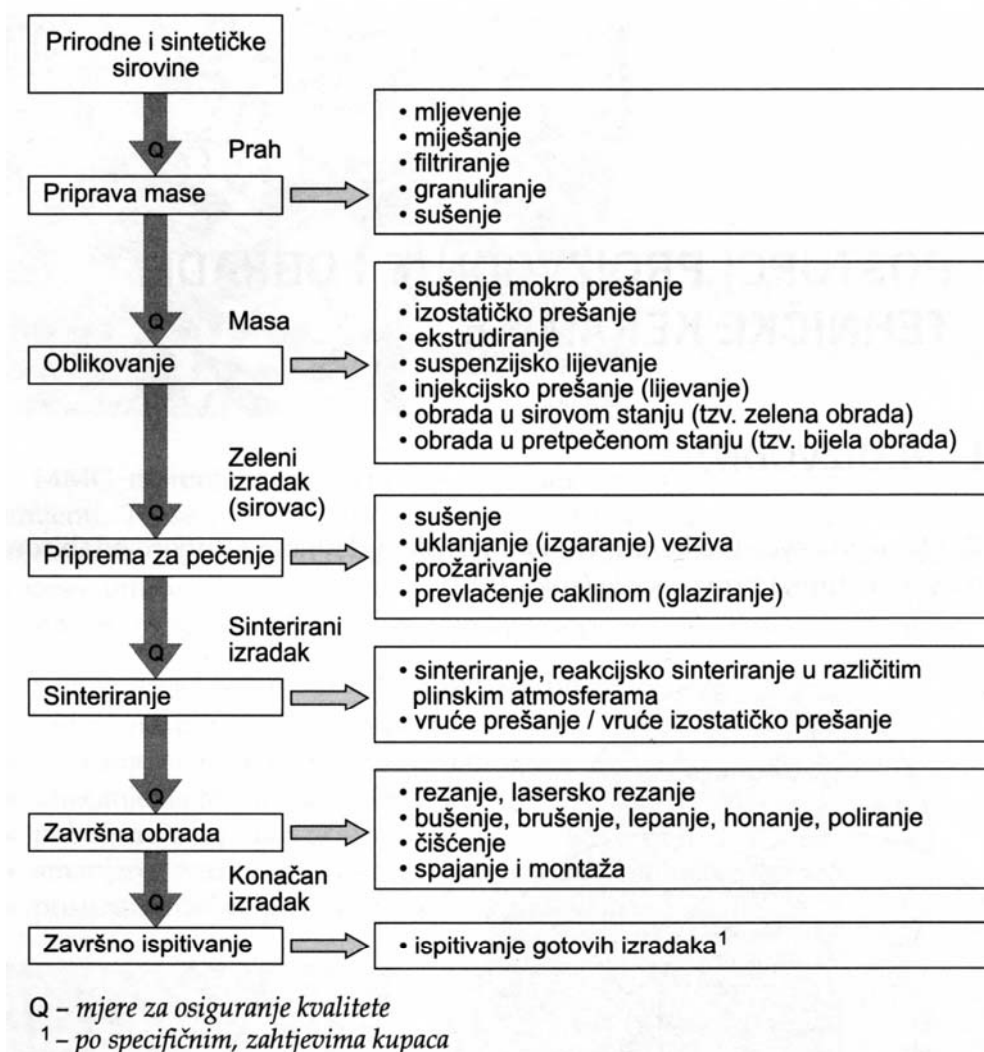 Prirodne i sintetičke
sirovine
Q
Prah
Priprava mase
• mljevenje
• miješanje
• filtriranje
• granuliranje
• sušenje
Q
Masa
Oblikovanje
• sušenje mokro prešanje
• izostatičko prešanje
• ekstrudiranje
• suspenzijsko lijevanje
• injekcijsko prešanje (lijevanje)
• obrada u sirovom stanju (tzv. zelena obrada)
• obrada u pretpečenom stanju (tzv. bijela obrada)
Zeleni
izradak
(sirovac)
Q
Priprema za pečenje
• sušenje
• uklanjanje (izgaranje) veziva
• prožarivanje
• prevlačenje caklinom (glaziranje)
Sinterirani
izradak
Q
Sinteriranje
• sinteriranje, reakcijsko sinteriranje u različitim
plinskim atmosferama
• vruće prešanje / vruće izostatičko prešanje
Q
Završna obrada
• rezanje, lasersko rezanje
• bušenje, brušenje, lepanje, honanje, poliranje
• čišćenje
• spajanje i montaža
Konačan
izradak
Q
Završno ispitivanje
• ispitivanje gotovih izradaka¹
Q – mjere za osiguranje kvalitete
¹ – po specifičnim, zahtjevima kupaca